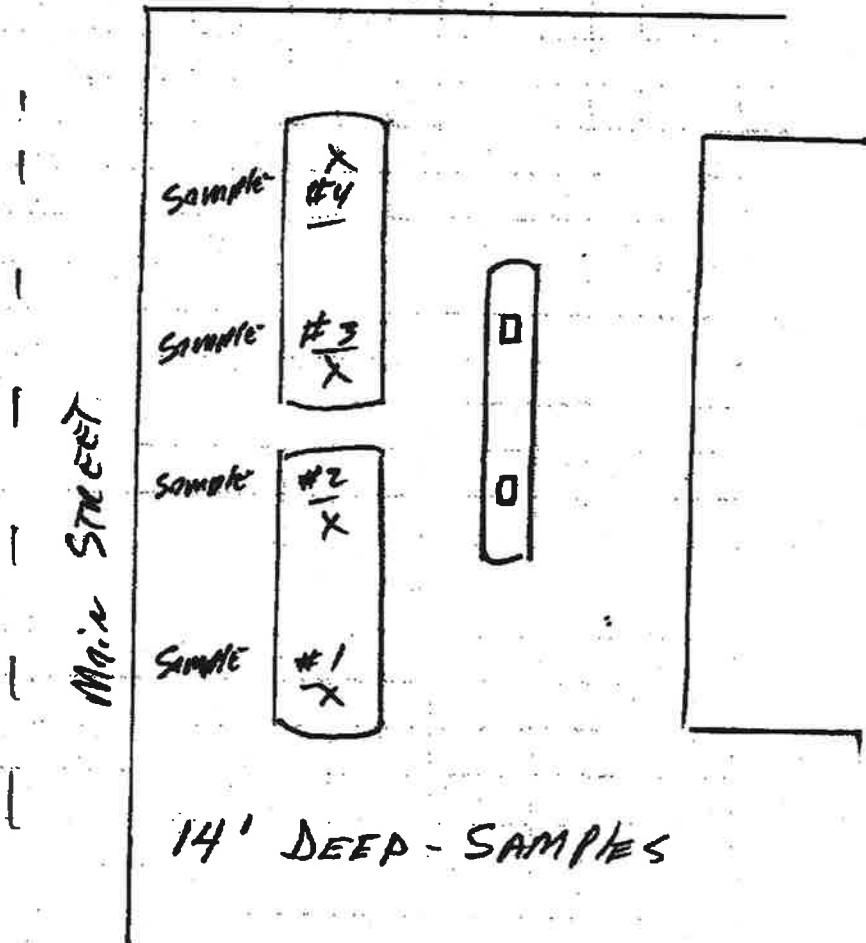 Sample X
#4
Sample #3
X
Main STREET
Sample #2
X
Sample #1
X
14' DEEP - SAMPLES